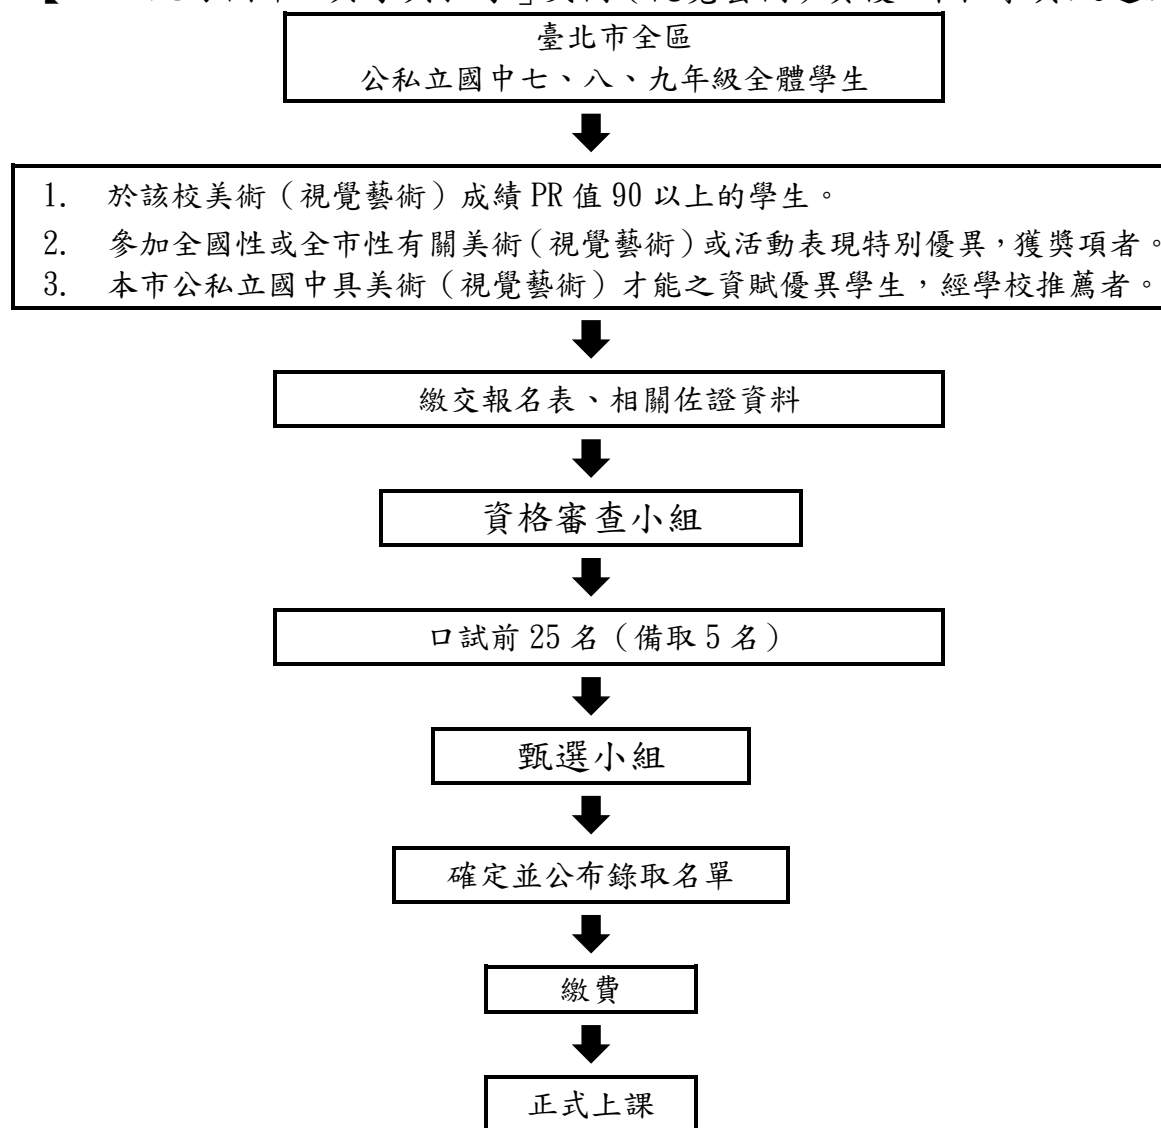 臺北市全區
公私立國中七、八、九年級全體學生
1. 於該校美術(視覺藝術)成績 PR 值 90 以上的學生。
2. 參加全國性或全市性有關美術(視覺藝術)或活動表現特別優異,獲獎項者。
3. 本市公私立國中具美術(視覺藝術)才能之資賦優異學生,經學校推薦者。
繳交報名表、相關佐證資料
資格審查小組
口試前 25 名(備取 5 名)
甄選小組
確定並公布錄取名單
繳費
正式上課